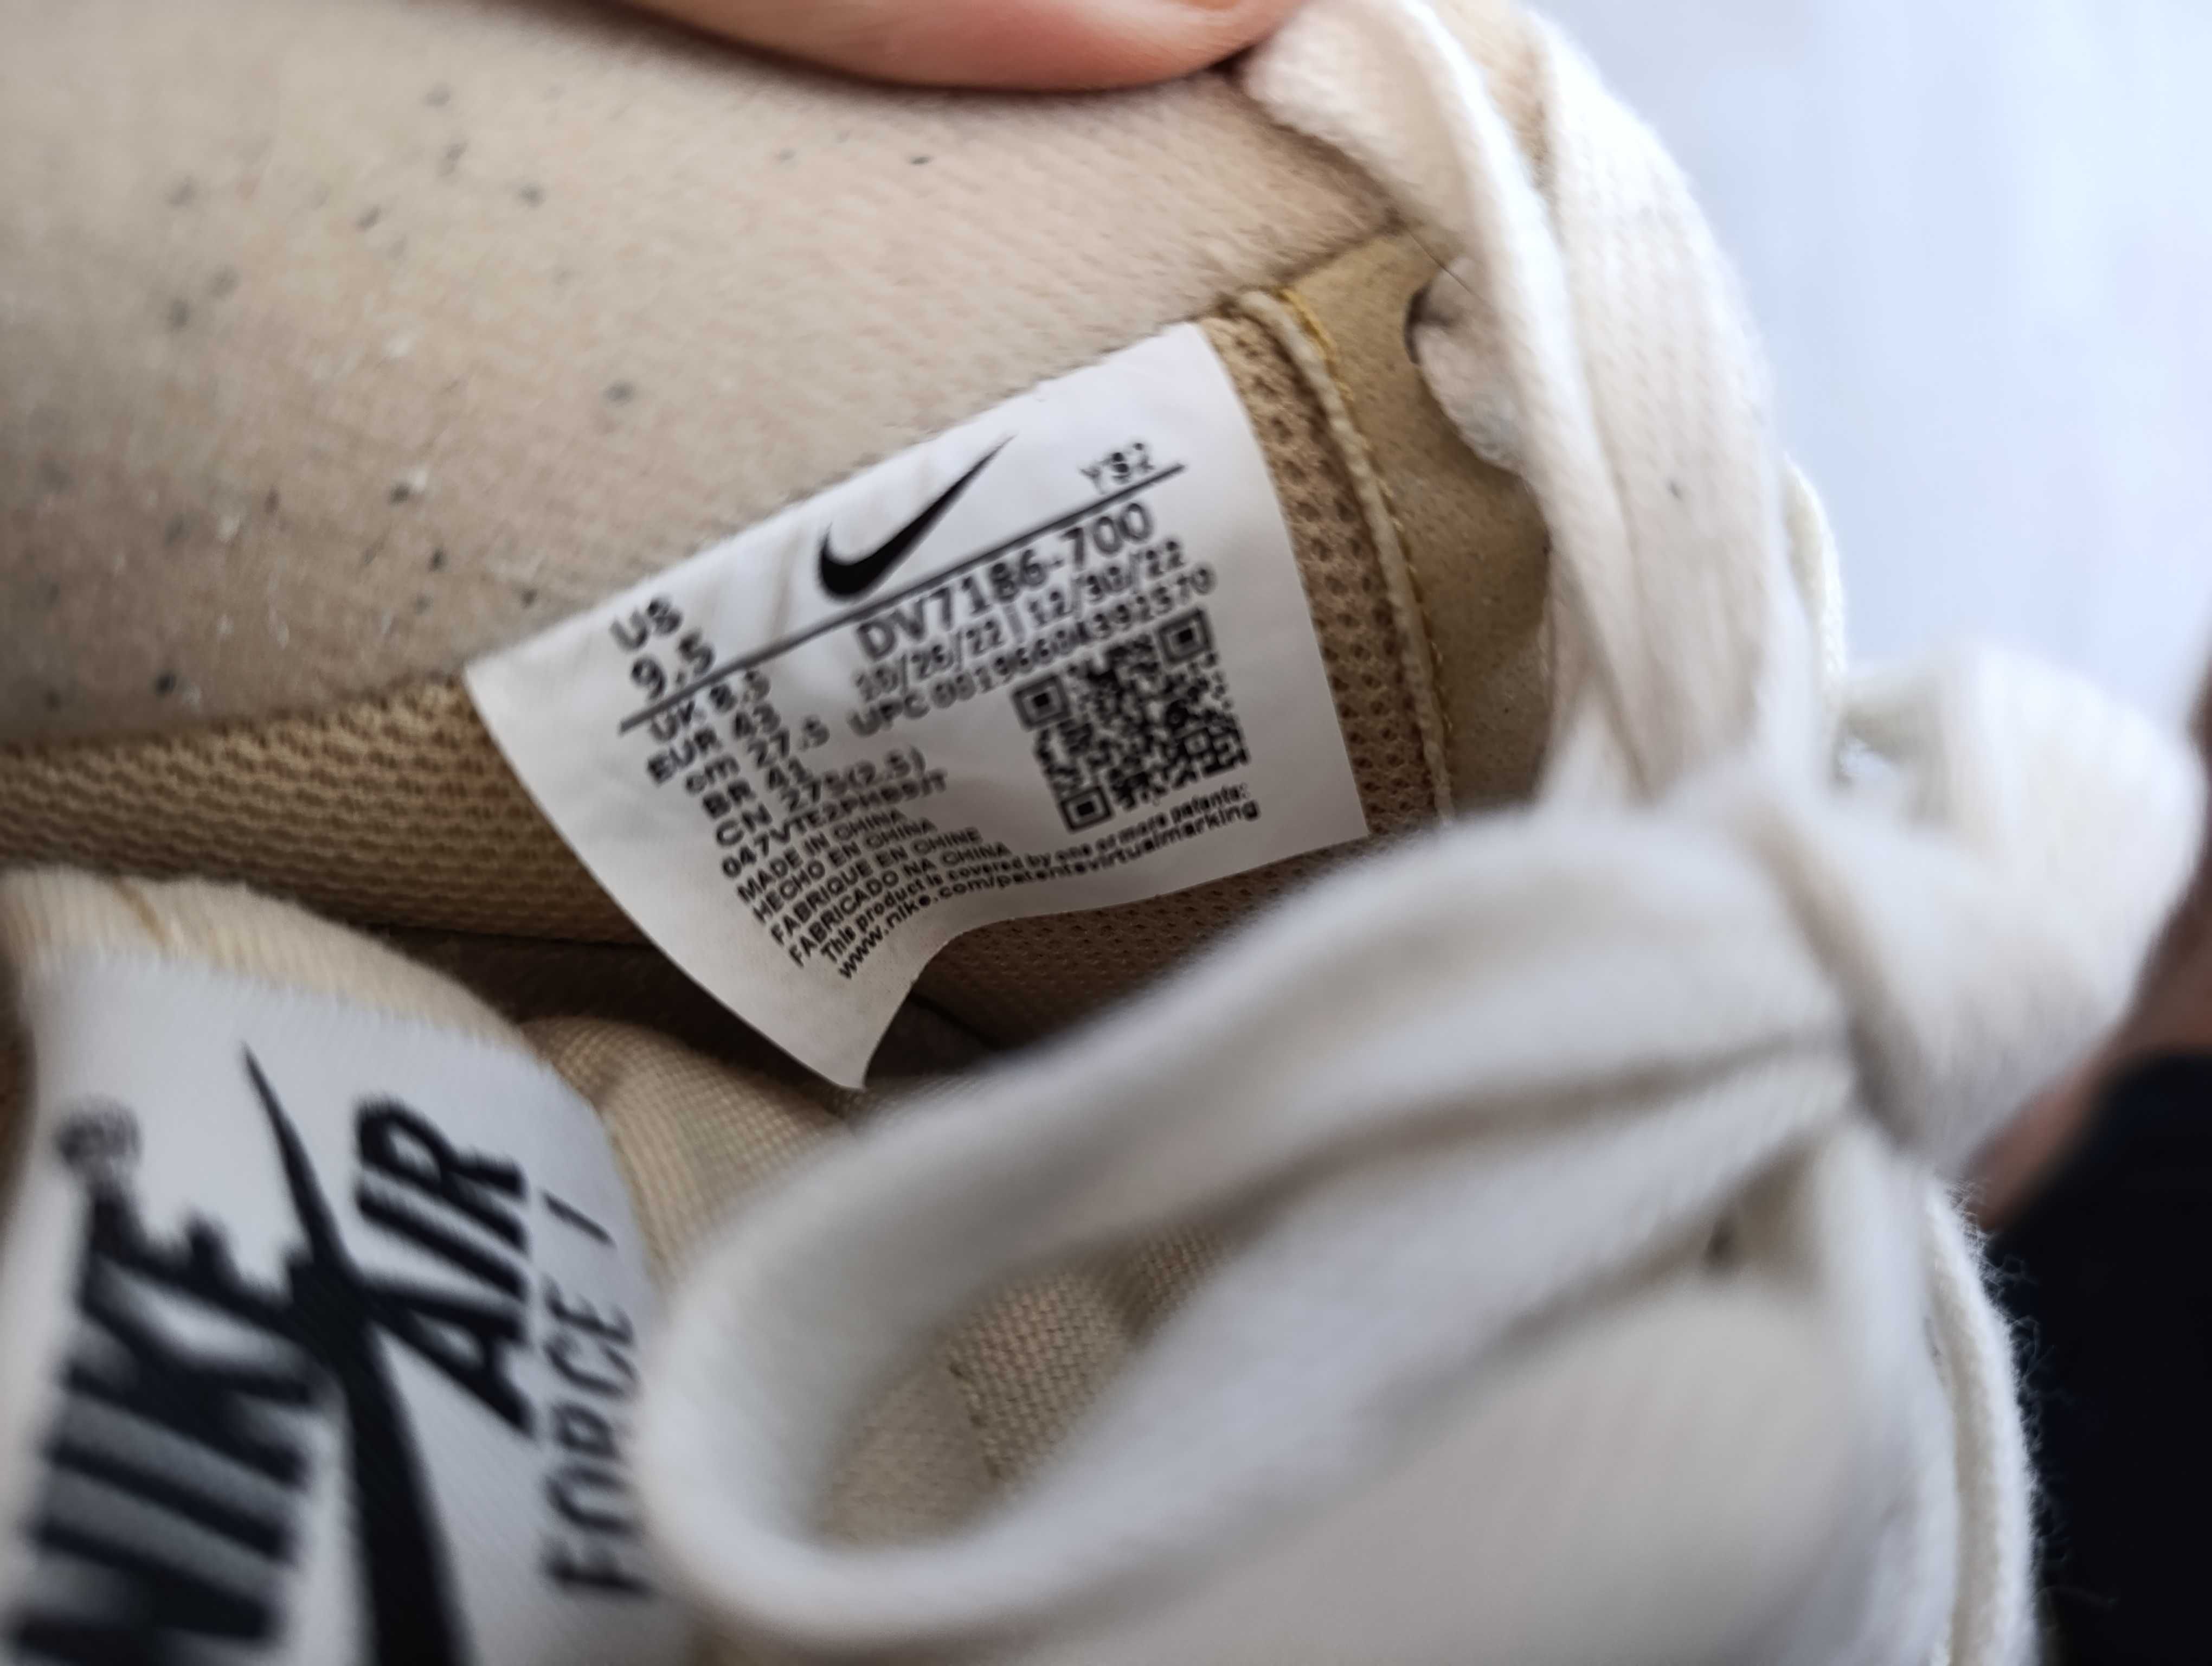 US
9.5
YS2
UK 8.5
EUR 43
cm 27.5
BRN 41
CN 275(2.5)
DV7186-700
10/26/22 | 12/30/22
UPC
MADE IN CHINA
HECHO EN CHINA
FABRIQUE EN CHINE
FABRICADO NA CHINA
This product is covered by one or more patents:
www.nike.com/patentsvirtualmarking
NIKE
AIR
FORCE 1